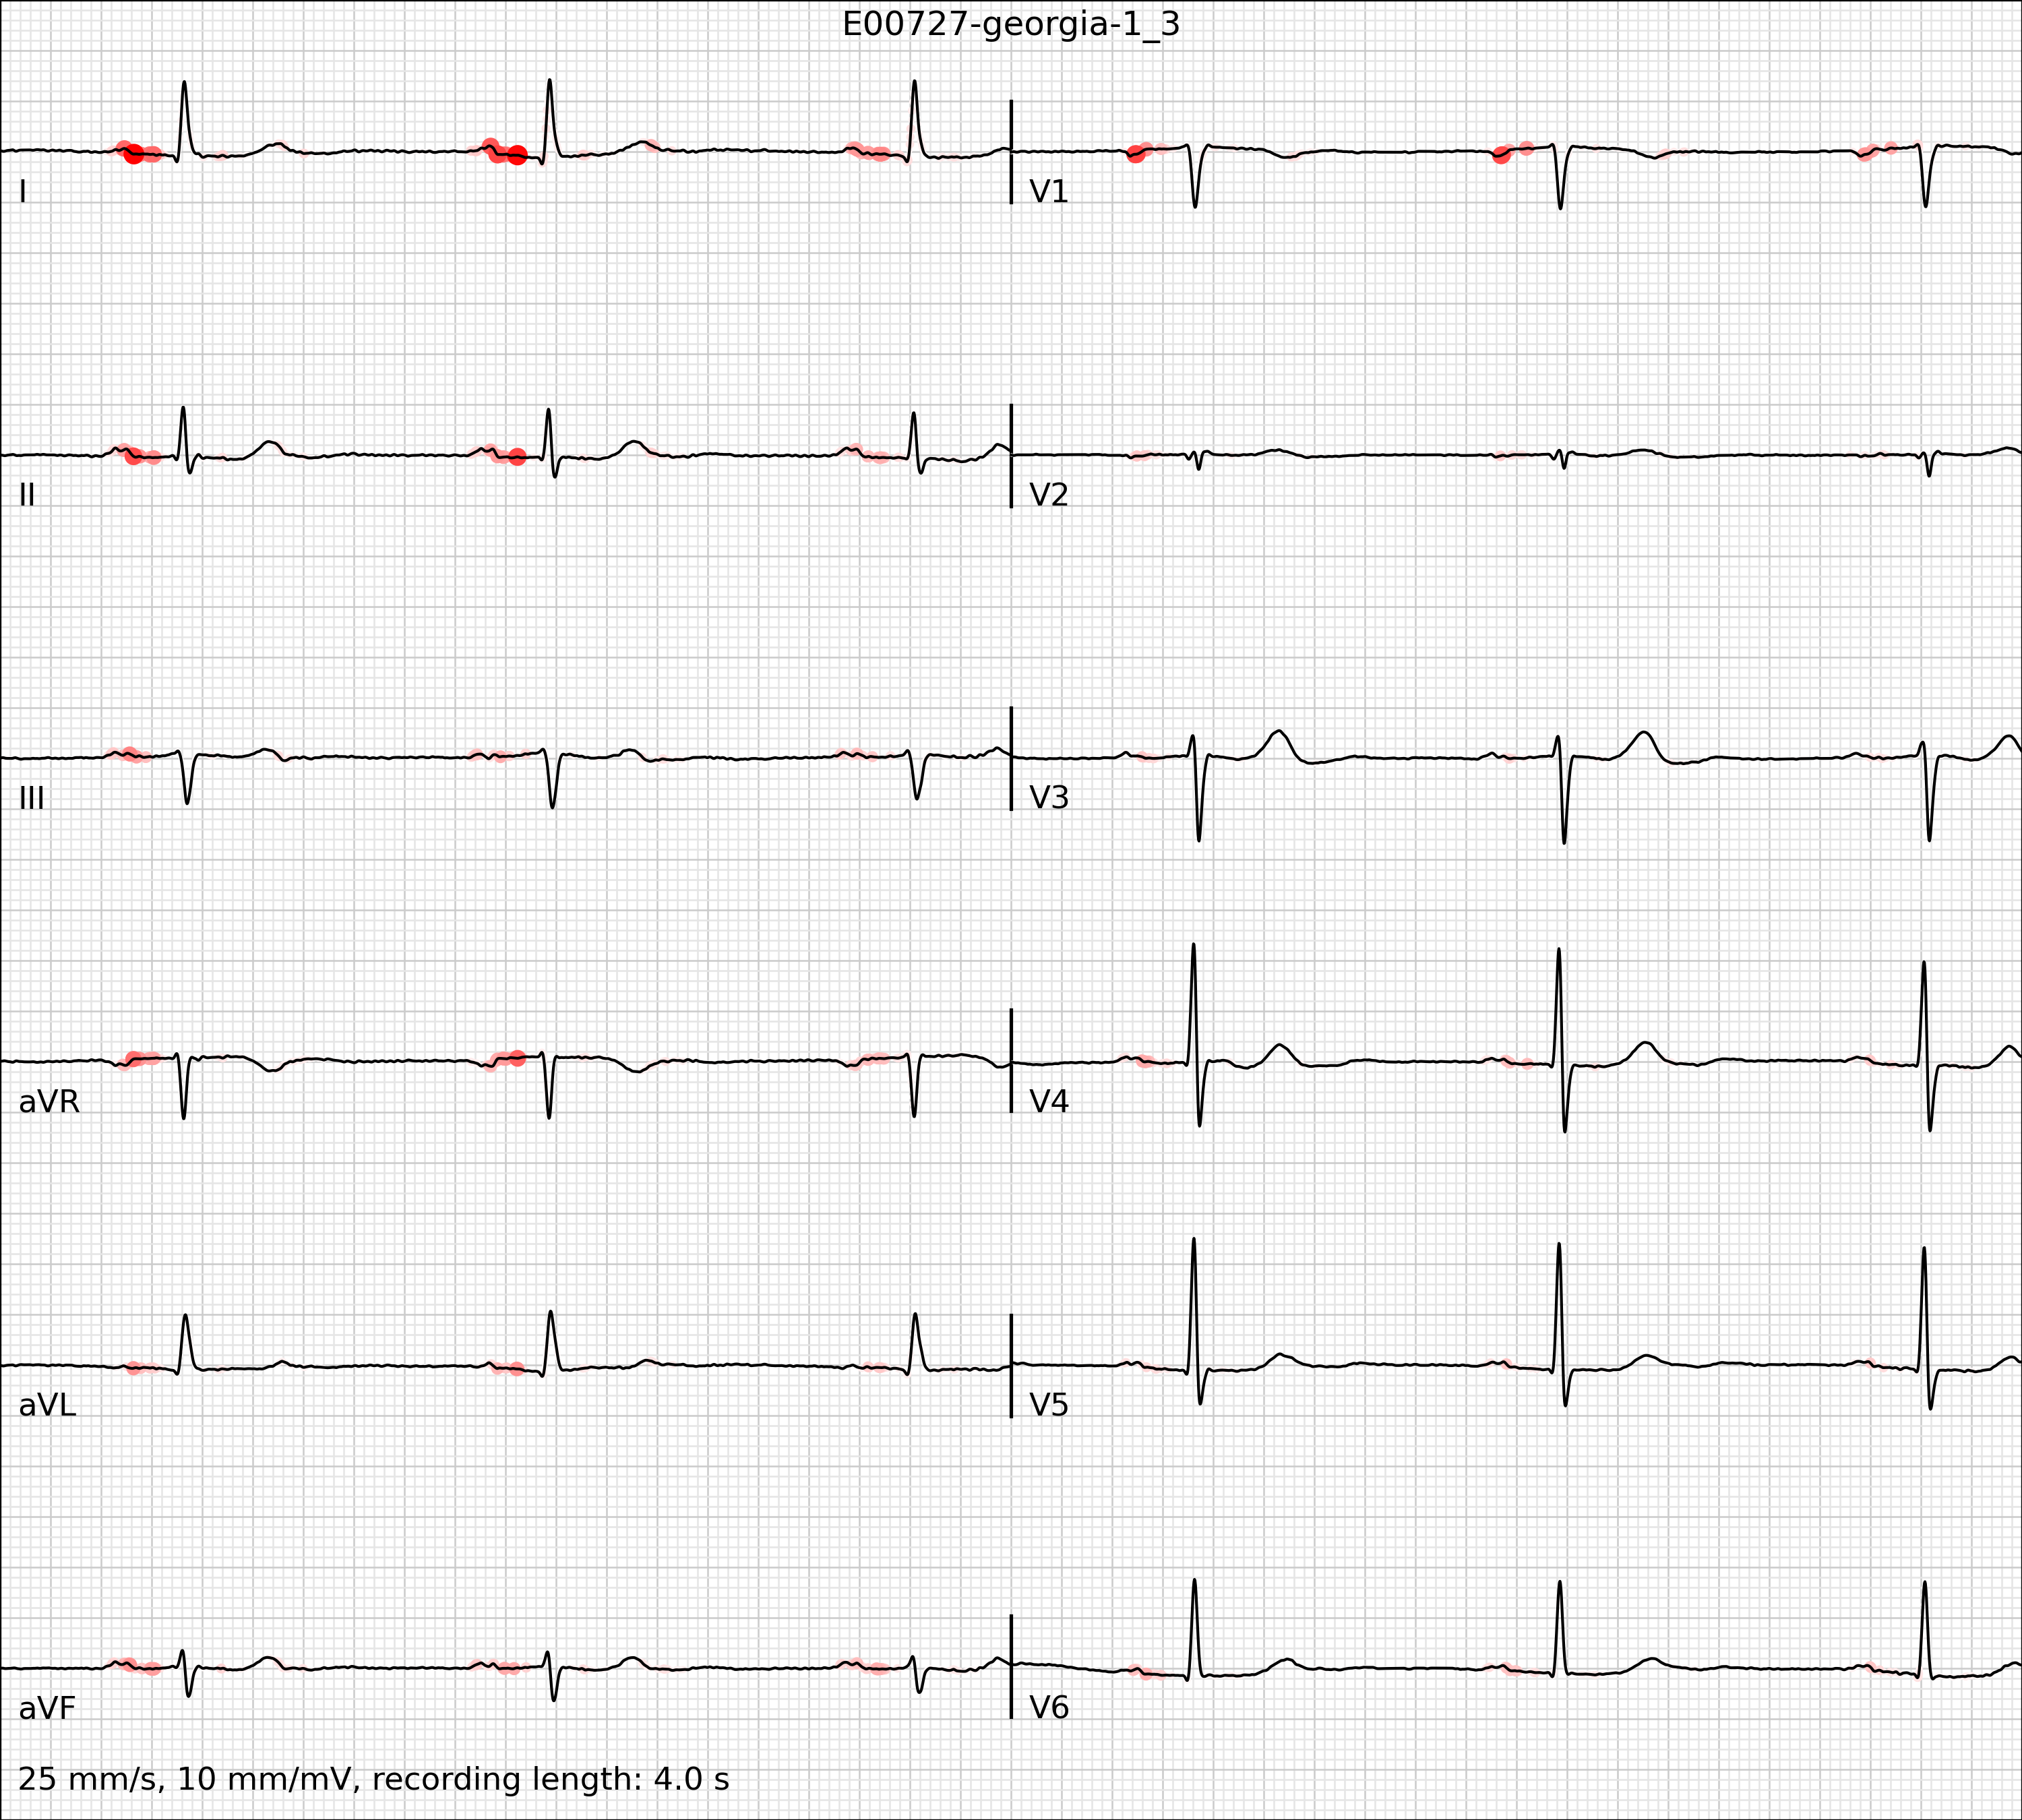 E00727-georgia-1_3
I
V1
II
V2
III
V3
aVR
V4
aVL
V5
aVF
V6
25 mm/s, 10 mm/mV, recording length: 4.0 s